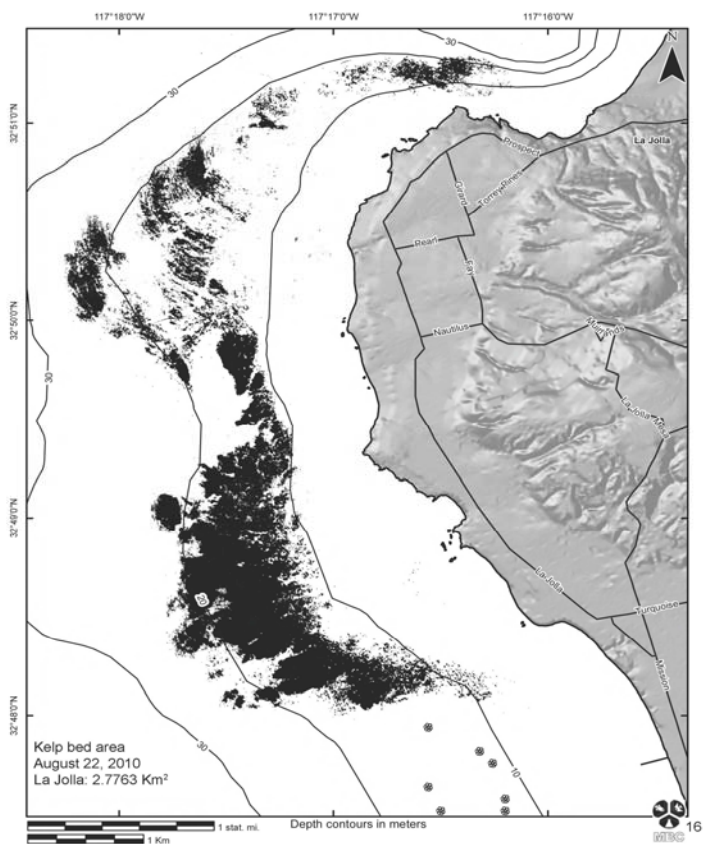 117°18'0"W
117°17'0"W
117°16'0"W
30
N
30
32°51'0"N
Prospect
La Jolla
Girard
Torrey Pines
Pearl
Fay
32°50'0"N
Nautilus
Muirlands
30
La Jolla Mesa
32°49'0"N
La Jolla
20
Turquoise
Mission
32°48'0"N
Kelp bed area
August 22, 2010
La Jolla: 2.7763 Km²
30
10
1 stat. mi.
Depth contours in meters
1 Km
MBC
16